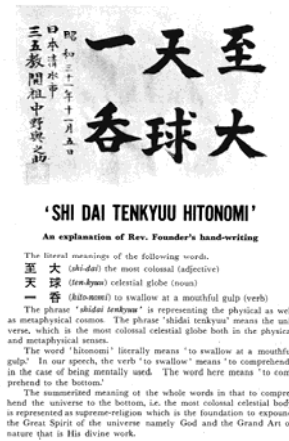 至大
天球
一呑
昭和三十一年十一月五日
日本清水市
三五教開祖中野與之助
'SHI DAI TENKYUU HITONOMI'
An explanation of Rev. Founder's hand-writing
The literal meanings of the following words.
至 大 (shi-dai) the most colossal (adjective)
天 球 (ten-kyuu) celestial globe (noun)
一 呑 (hito-nomi) to swallow at a mouthful gulp (verb)
The phrase 'shidai tenkyuu' is representing the physical as wel
as metaphysical cosmos. The phrase 'shidai tenkyuu' means the uni
verse, which is the most colossal celestial globe both in the physica
and metaphysical senses.
The word 'hitonomi' literally means 'to swallow at a mouthfu
gulp.' In our speech, the verb 'to swallow' means 'to comprehend
in the case of being mentally used. The word here means 'to com
prehend to the bottom.'
The summerized meaning of the whole words in that to compre
hend the universe to the bottom, i.e. the most colossal celestial body
is represented as supreme-religion which is the foundation to expoun
the Great Spirit of the universe namely God and the Grand Art o
nature that is His divine work.